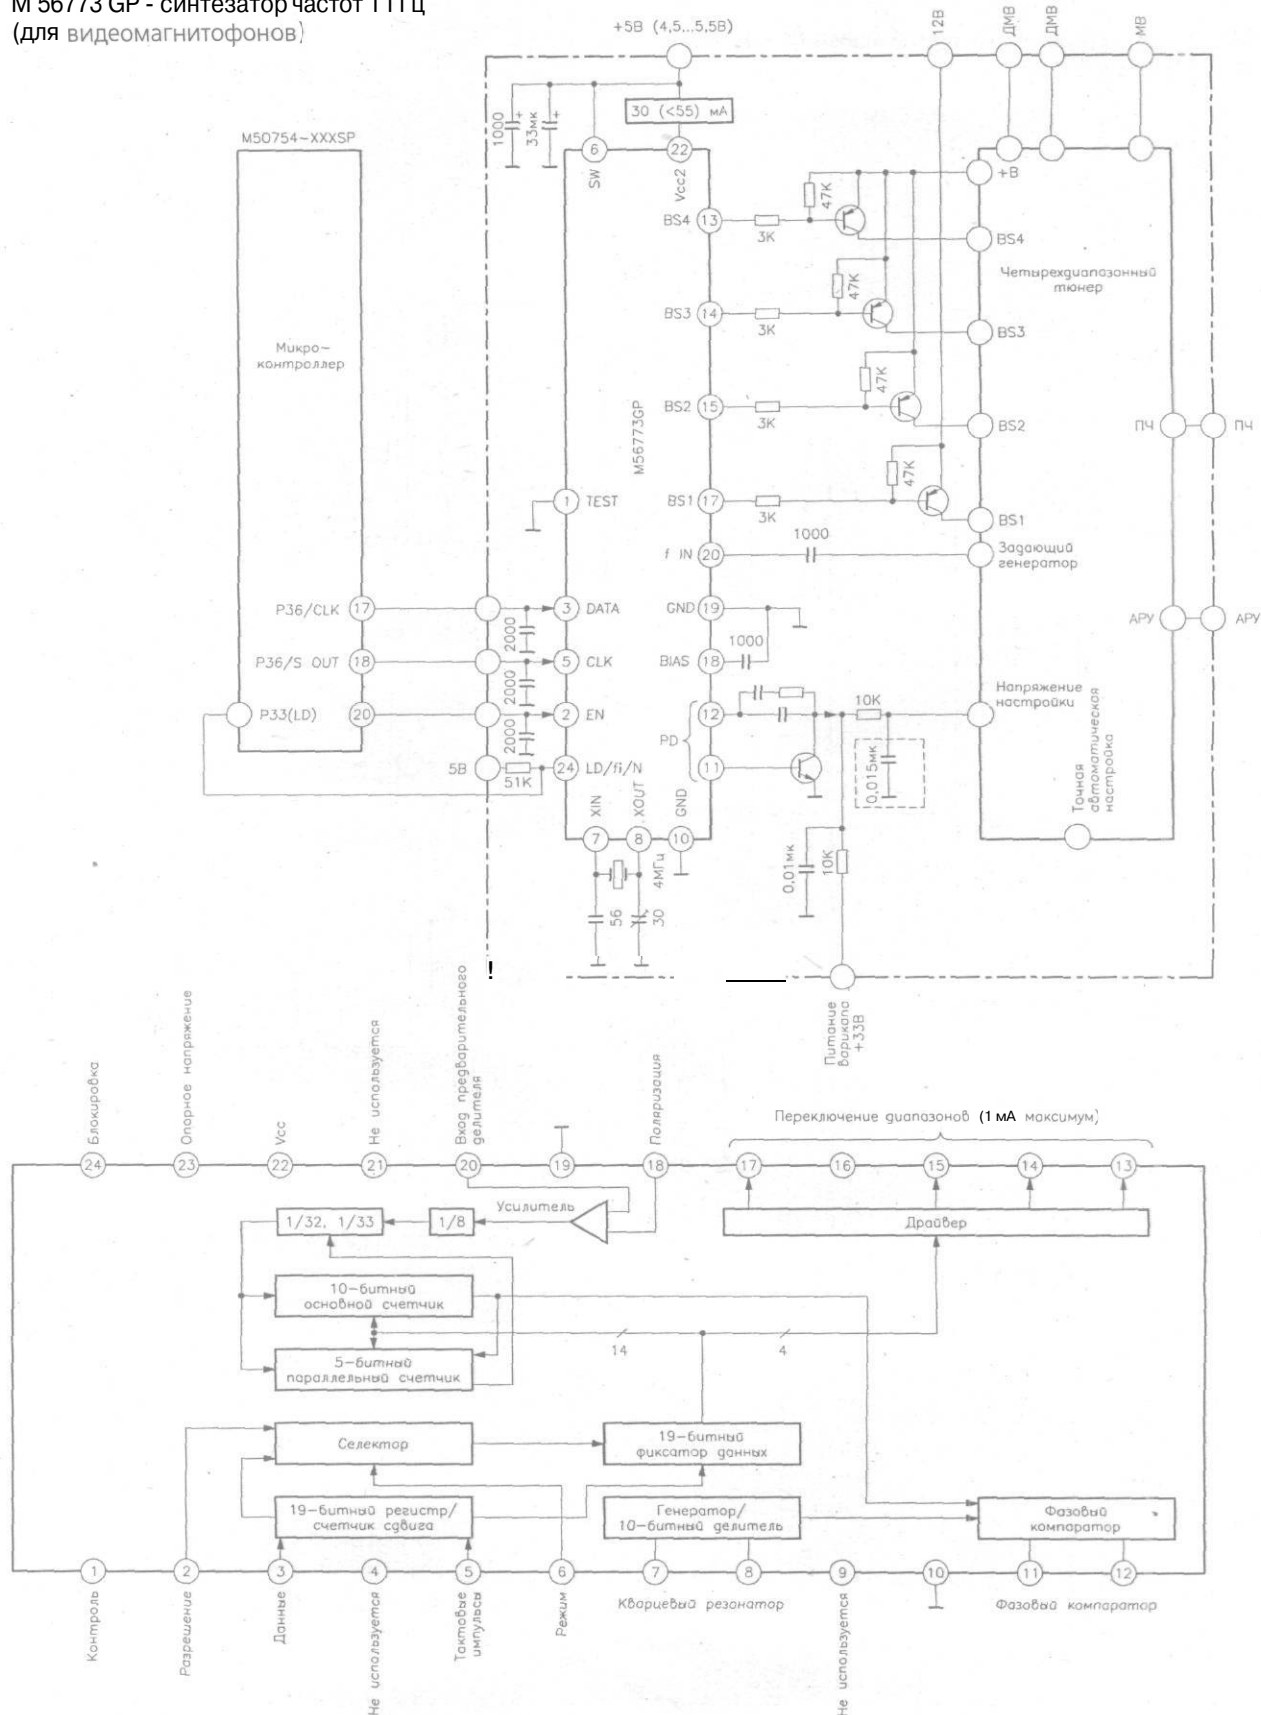 М 56773 GP - синтезатор частот 1 ГГц
(для видеомагнитофонов)
+5В (4,5...5,5В)
12В
ДМВ
ДМВ
МВ
1000
+
33мк
+
30 (<55) мА
M50754-XXXSP
6
22
SW
Vcc2
+В
47К
BS4
13
3К
BS4
Четырехдиапазонный
тюнер
47К
BS3
14
3К
BS3
Микро-
контроллер
47К
BS2
15
3К
BS2
ПЧ
ПЧ
M56773GP
47К
1
TEST
BS1
17
3К
BS1
1000
f IN
20
Задающий
генератор
P36/CLK
17
3
DATA
GND
19
АРУ
АРУ
2000
1000
P36/S OUT
18
5
CLK
BIAS
18
2000
Напряжение
настройки
P33(LD)
20
2
EN
12
10К
PD
2000
5В
51К
24
LD/fi/N
11
0,015мк
Точная
автоматическая
настройка
XIN
XOUT
GND
7
8
10
4МГц
56
30
0,01мк
10К
!
Питание
варикапа
+33В
Блокировка
Опорное напряжение
Vcc
Не используется
Вход предварительного
делителя
Поляризация
Переключение диапазонов (1 мА максимум)
24
23
22
21
20
19
18
17
16
15
14
13
Усилитель
1/32, 1/33
1/8
Драйвер
10-битный
основной счетчик
14
4
5-битный
параллельный счетчик
Селектор
19-битный
фиксатор данных
19-битный регистр/
счетчик сдвига
Генератор/
10-битный делитель
Фазовый
компаратор
1
2
3
4
5
6
7
8
9
10
11
12
Контроль
Разрешение
Данные
Не используется
Тактовые
импульсы
Режим
Кварцевый резонатор
Не используется
Фазовый компаратор